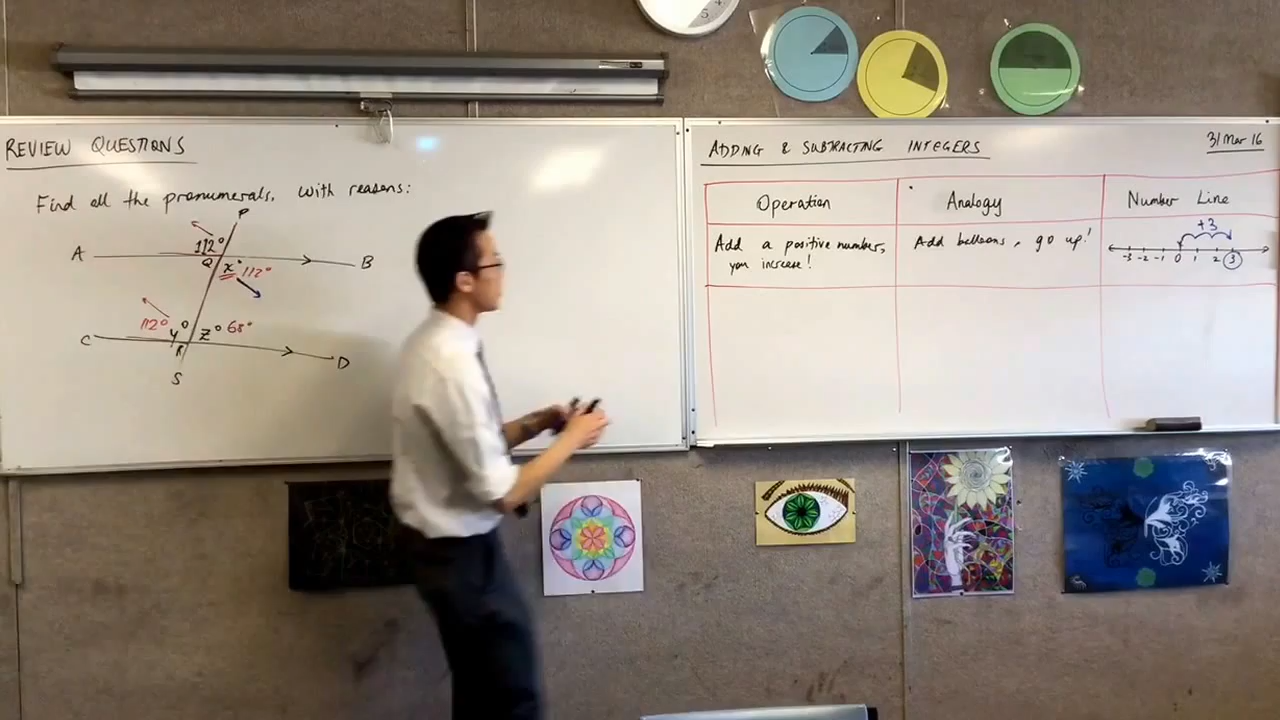 REVIEW QUESTIONS
Find all the pronumerals, with reasons:
P
112°
A
B
Q
x° 112°
112° y° z° 68°
C
R
D
S
ADDING & SUBTRACTING INTEGERS
31 Mar 16
Operation Analogy Number Line
Add a positive number, you increase!
Add balloons, go up!
+3
-3 -2 -1 0 1 2 3